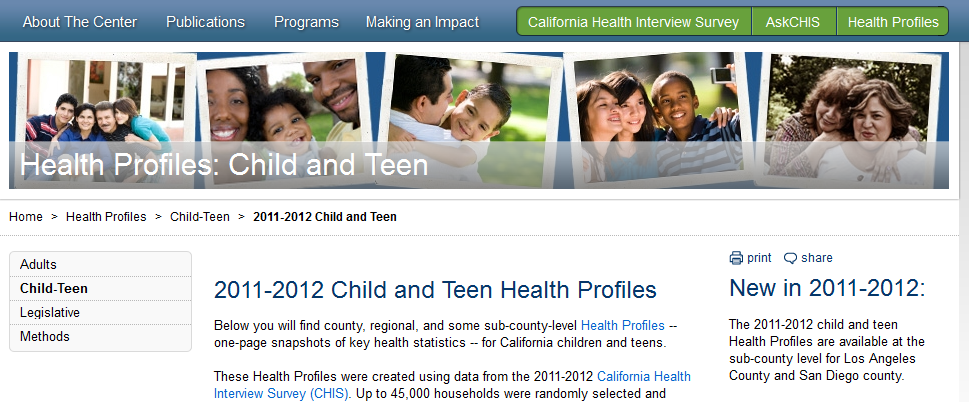 About The Center Publications Programs Making an Impact California Health Interview Survey AskCHIS Health Profiles
Health Profiles: Child and Teen
Home > Health Profiles > Child-Teen > 2011-2012 Child and Teen
Adults
Child-Teen
Legislative
Methods
2011-2012 Child and Teen Health Profiles
Below you will find county, regional, and some sub-county-level Health Profiles --
one-page snapshots of key health statistics -- for California children and teens.
These Health Profiles were created using data from the 2011-2012 California Health
Interview Survey (CHIS). Up to 45,000 households were randomly selected and
print share
New in 2011-2012:
The 2011-2012 child and teen
Health Profiles are available at the
sub-county level for Los Angeles
County and San Diego county.